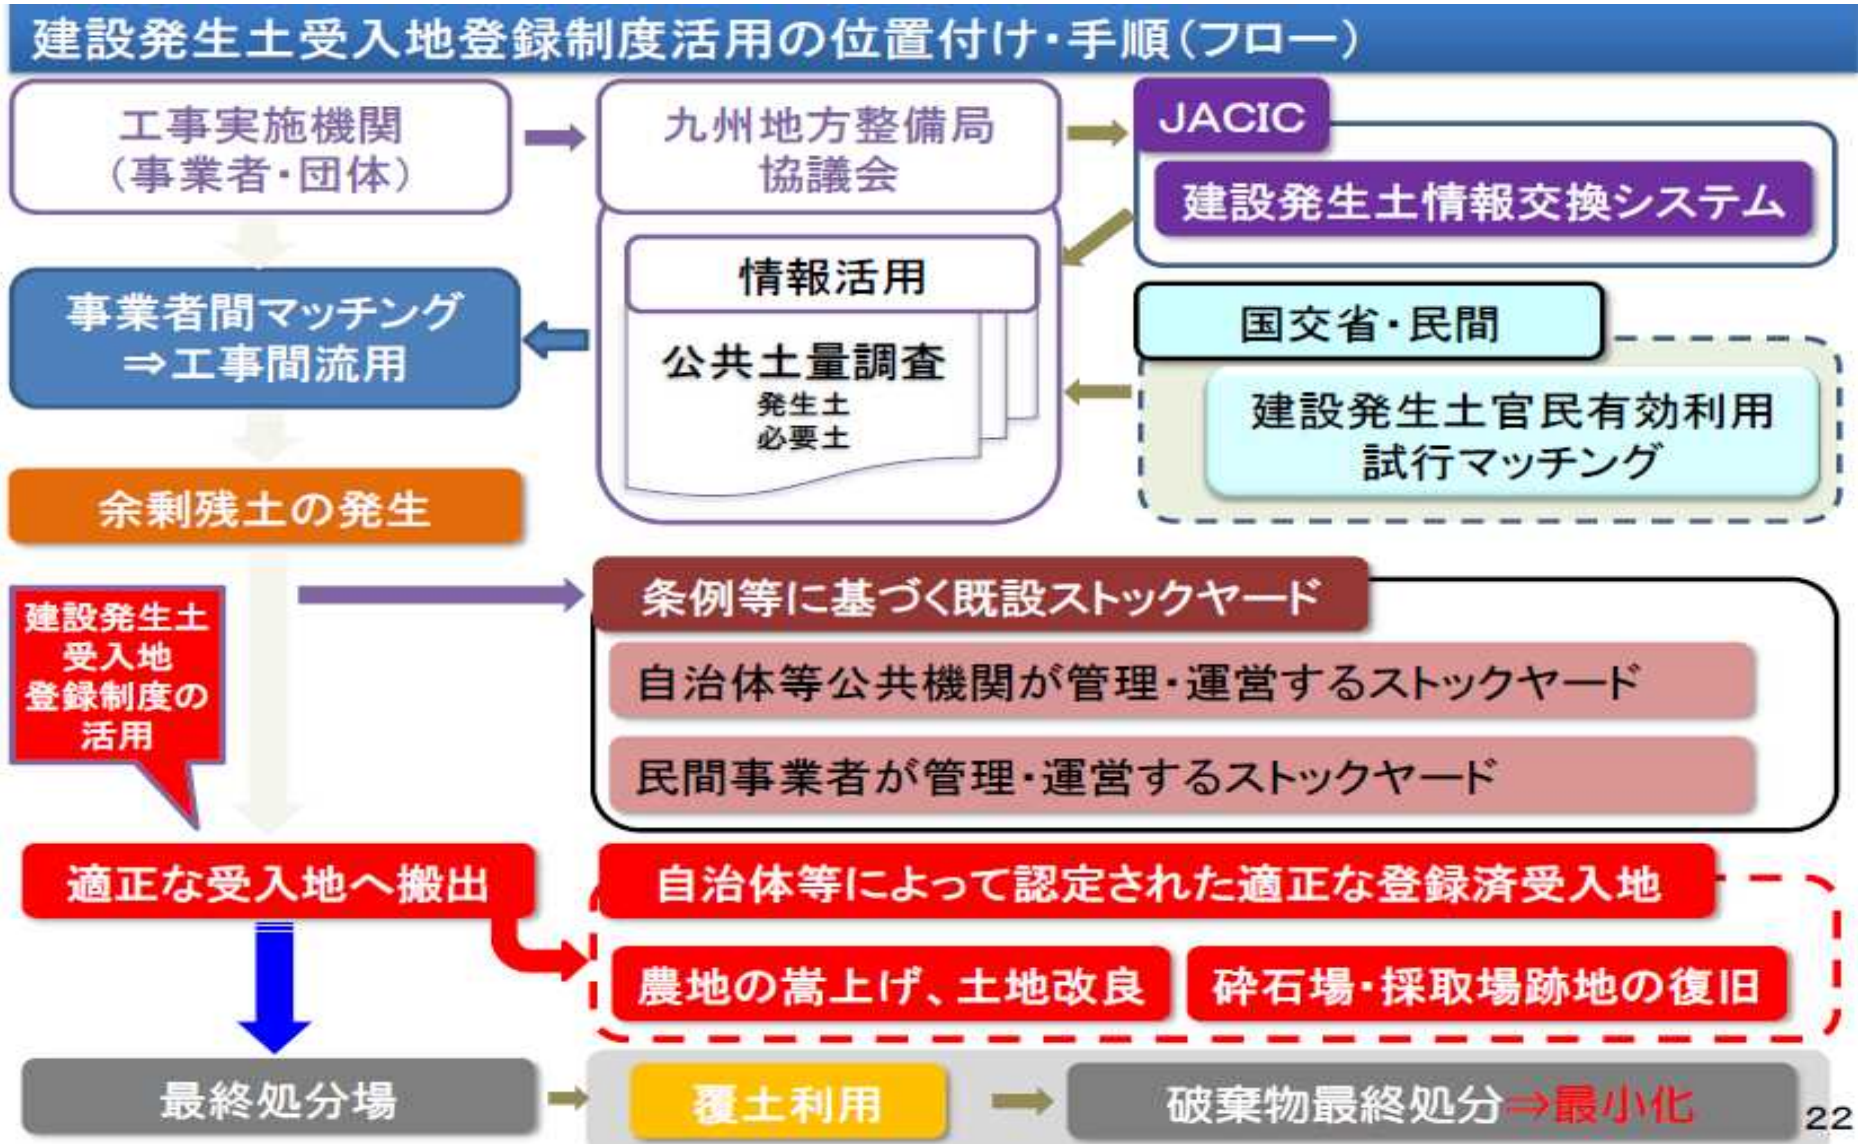 建設発生土受入地登録制度活用の位置付け・手順(フロー)
工事実施機関
(事業者・団体)
九州地方整備局
協議会
JACIC
建設発生土情報交換システム
情報活用
公共土量調査
発生土
必要土
国交省・民間
建設発生土官民有効利用
試行マッチング
事業者間マッチング
⇒工事間流用
余剰残土の発生
建設発生土
受入地
登録制度の
活用
条例等に基づく既設ストックヤード
自治体等公共機関が管理・運営するストックヤード
民間事業者が管理・運営するストックヤード
適正な受入地へ搬出
自治体等によって認定された適正な登録済受入地
農地の嵩上げ、土地改良
砕石場・採取場跡地の復旧
最終処分場
覆土利用
破棄物最終処分⇒最小化
22